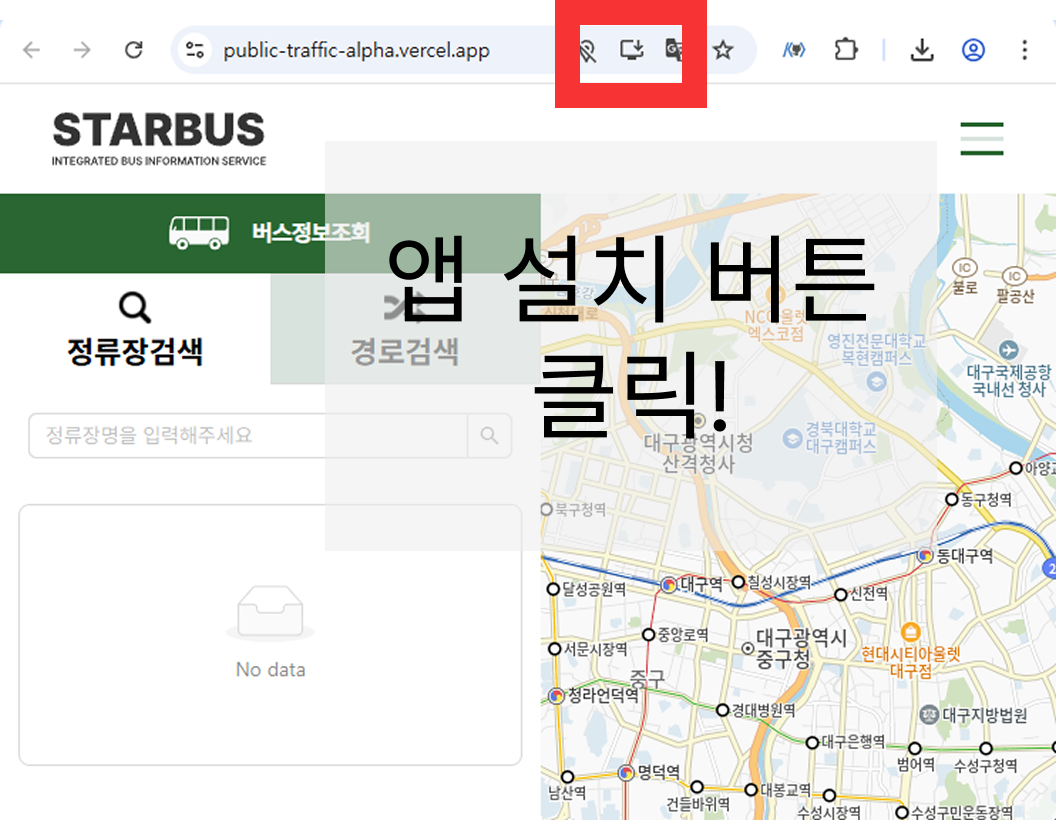 public-traffic-alpha.vercel.app
STARBUS
INTEGRATED BUS INFORMATION SERVICE
버스정보조회
앱 설치 버튼
클릭!
정류장검색
경로검색
정류장명을 입력해주세요
No data
IC
불로
IC
팔공산
NC아울렛
엑스코점
영진전문대학교
복현캠퍼스
대구국제공항
국내선 청사
대구광역시청
산격청사
경북대학교
대구캠퍼스
아양교
북구청역
동구청역
동대구역
2
달성공원역
대구역
칠성시장역
신천역
서문시장역
중앙로역
대구광역시
중구청
현대시티아울렛
대구점
중구
청라언덕역
경대병원역
대구지방법원
대구은행역
범어역
수성구청역
명덕역
남산역
건들바위역
대봉교역
수성시장역
수성구민운동장역